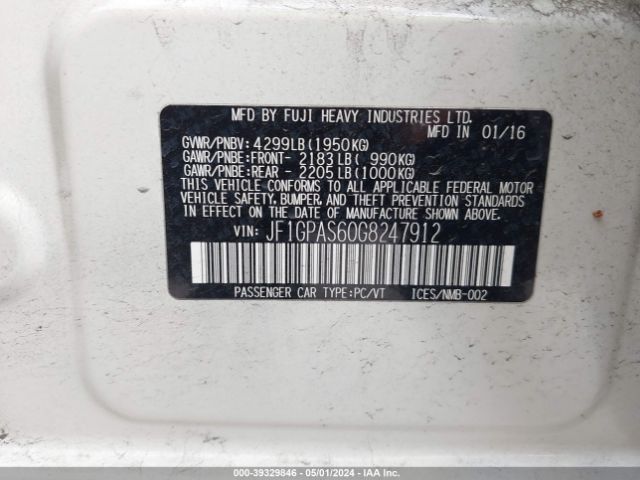 MFD BY FUJI HEAVY INDUSTRIES LTD.
MFD IN 01/16
GVWR/PNBV: 4299LB(1950KG)
GAWR/PNBE:FRONT- 2183 LB( 990KG)
GAWR/PNBE:REAR - 2205 LB(1000KG)
THIS VEHICLE CONFORMS TO ALL APPLICABLE FEDERAL MOTOR
VEHICLE SAFETY, BUMPER, AND THEFT PREVENTION STANDARDS
IN EFFECT ON THE DATE OF MANUFACTURE SHOWN ABOVE.
VIN: JF1GPAS60G8247912
PASSENGER CAR TYPE:PC/VT ICES/NMB-002
000-39329846 - 05/01/2024 - IAA Inc.